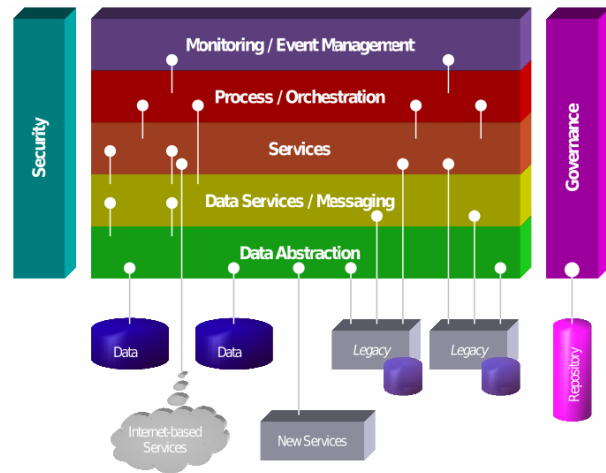 Monitoring / Event Management
Process / Orchestration
Services
Data Services / Messaging
Data Abstraction
Security
Governance
Data
Data
Legacy
Legacy
Repository
Internet-based
Services
New Services